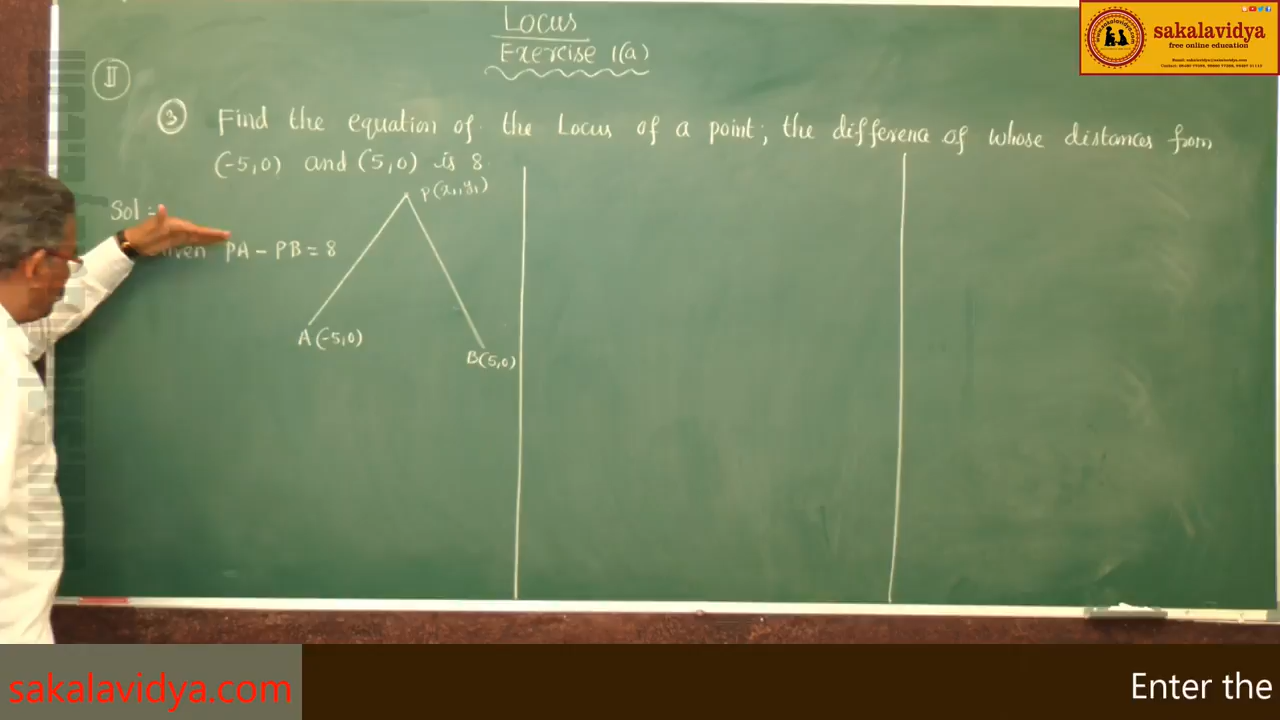 Locus
Exercise 1(a)
II
3 Find the equation of the Locus of a point, the difference of whose distances from
(-5,0) and (5,0) is 8.
P(x₁,y₁)
Sol :-
Given PA - PB = 8
A(-5,0)
B(5,0)
sakalavidya
free online education
sakalavidya.com
Enter the